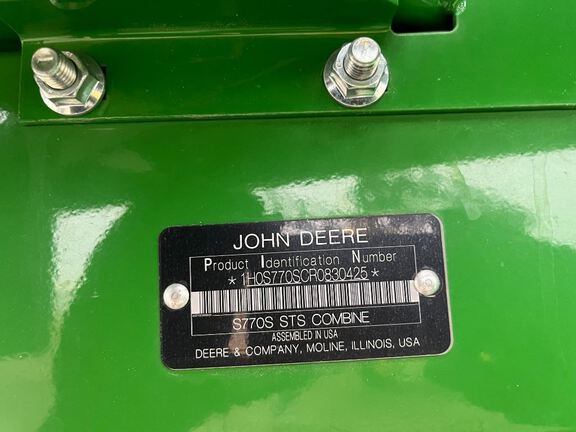 JOHN DEERE
Product Identification Number
*1H0S770SCR0830425*
S770S STS COMBINE
ASSEMBLED IN USA
DEERE & COMPANY, MOLINE, ILLINOIS, USA